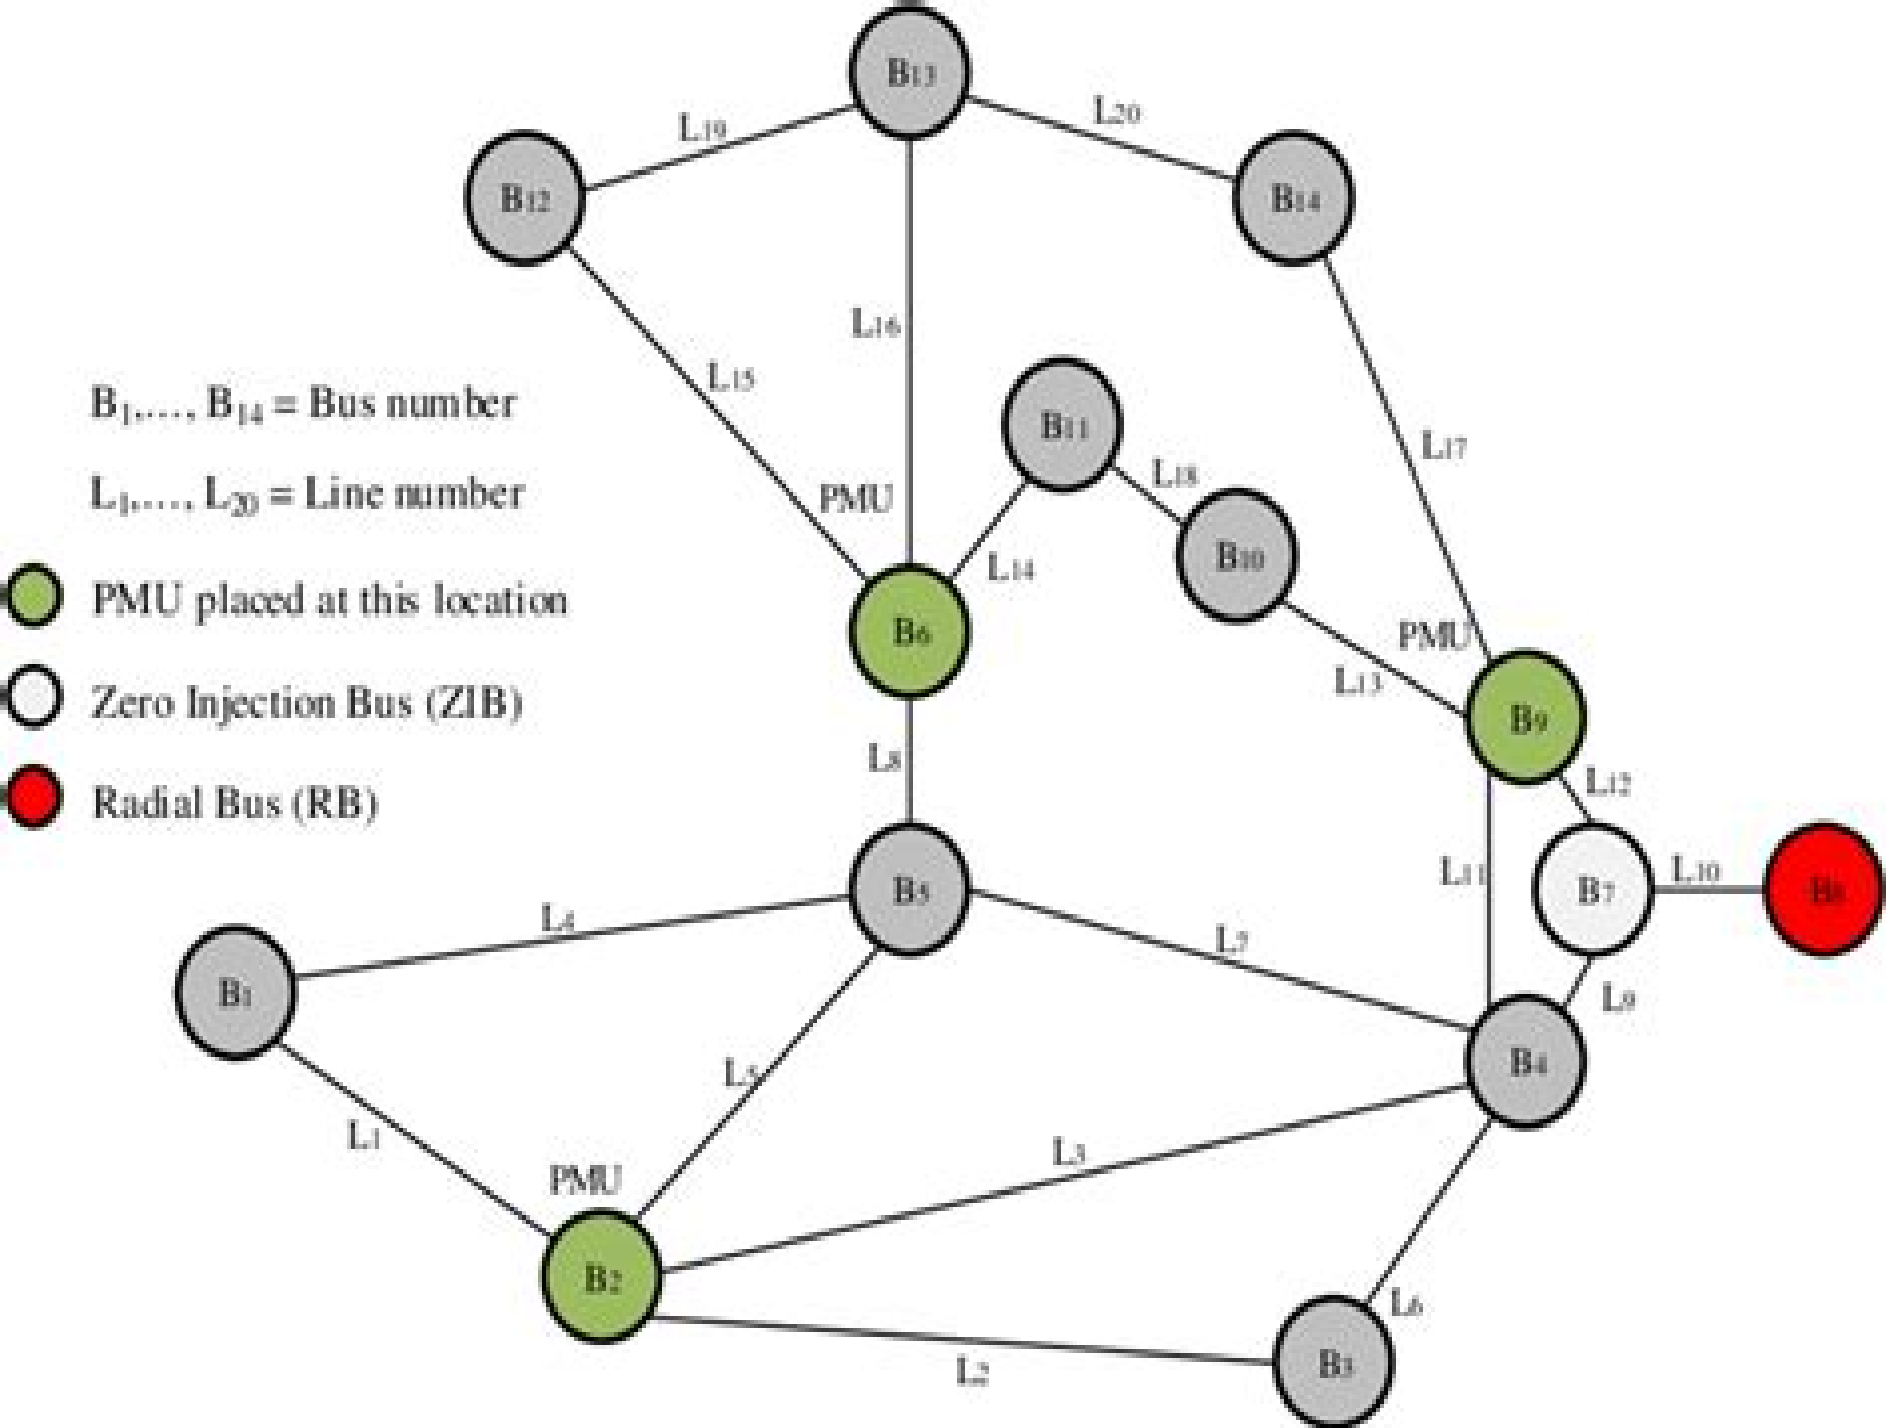 B13
L19
L20
B12
B14
L16
L15
L17
B11
L18
B10
PMU
L14
B1,..., B14 = Bus number
L1,..., L20 = Line number
PMU placed at this location
Zero Injection Bus (ZIB)
Radial Bus (RB)
B6
PMU
L13
B9
L8
L12
L11
B7
L10
B8
B5
L4
L7
L9
B1
B4
L5
L1
L3
PMU
B2
L6
B3
L2